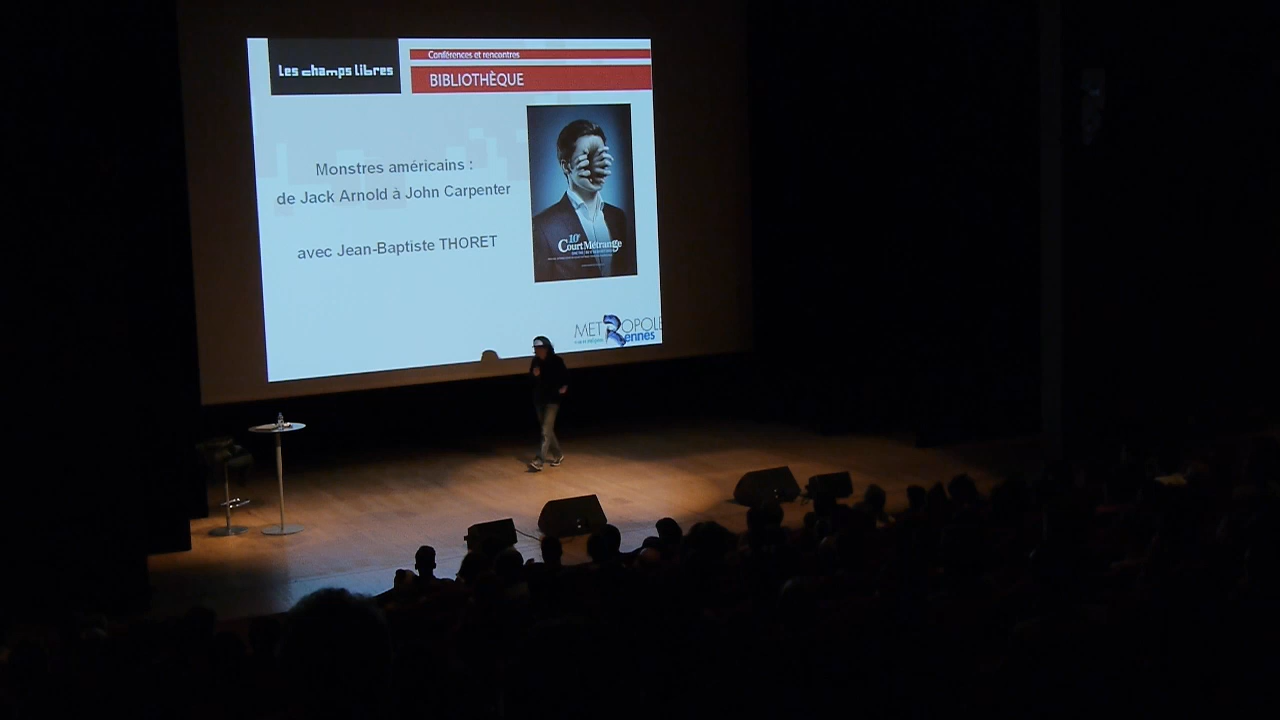 Les champs Libres
Conférences et rencontres
BIBLIOTHÈQUE
Monstres américains :
de Jack Arnold à John Carpenter
avec Jean-Baptiste THORET
10e
Court Métrange
METROPOLE
Rennes